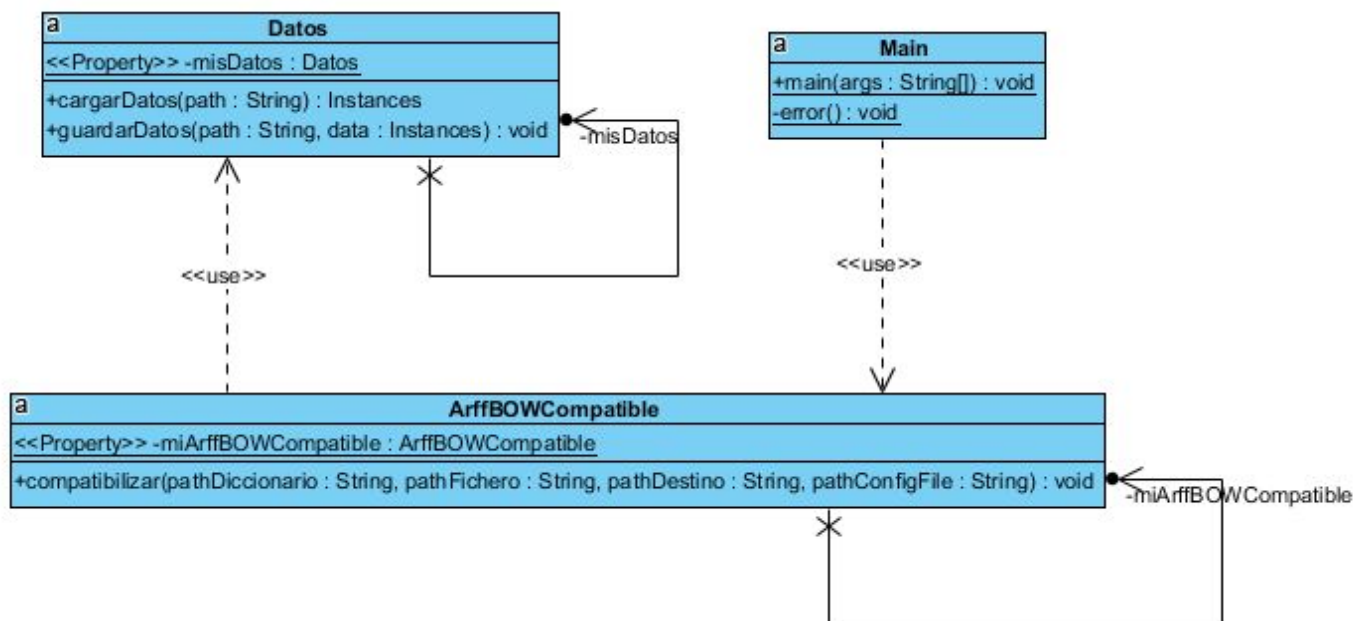 a
Datos
<<Property>> -misDatos : Datos
+cargarDatos(path : String) : Instances
+guardarDatos(path : String, data : Instances) : void
-misDatos
a
Main
+main(args : String[]) : void
-error() : void
<<use>>
<<use>>
a
ArffBOWCompatible
<<Property>> -miArffBOWCompatible : ArffBOWCompatible
+compatibilizar(pathDiccionario : String, pathFichero : String, pathDestino : String, pathConfigFile : String) : void
-miArffBOWCompatible